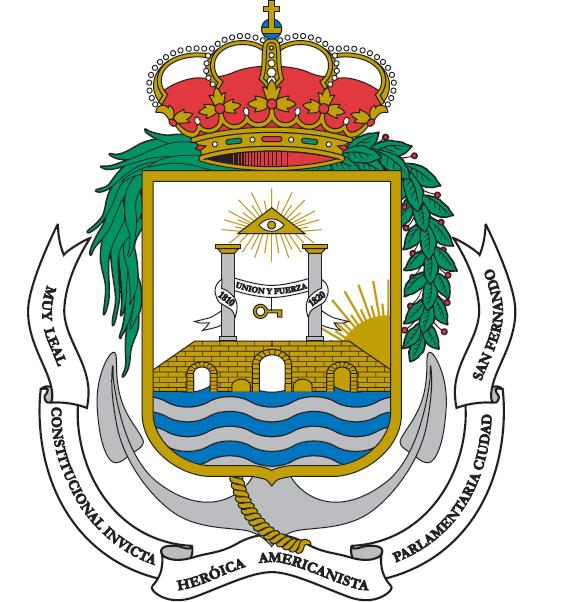 UNION Y FUERZA
1810
1820
MUY LEAL
CONSTITUCIONAL INVICTA
HERÓICA AMERICANISTA
PARLAMENTARIA CIUDAD
SAN FERNANDO